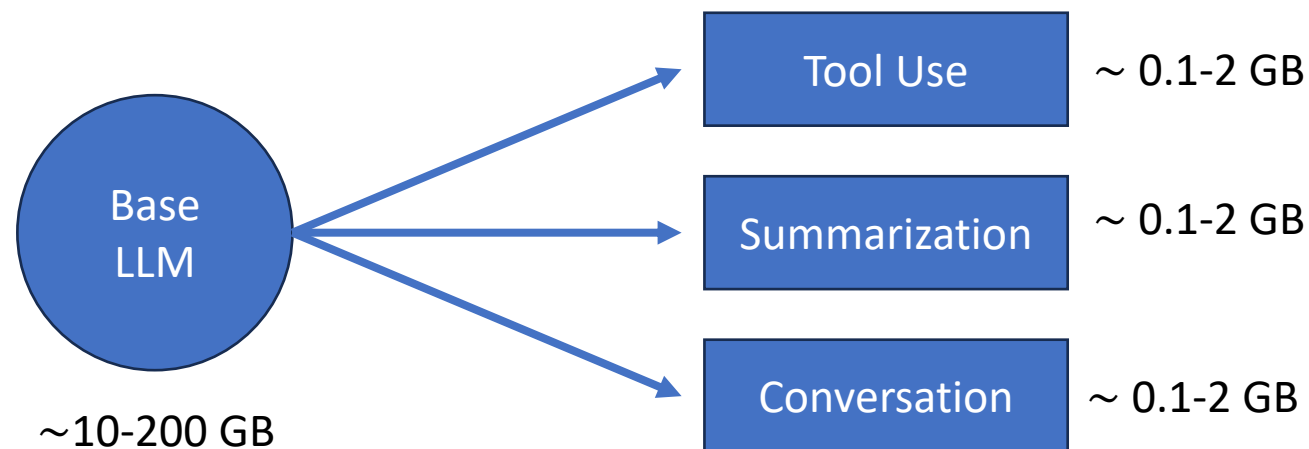 Tool Use
~ 0.1-2 GB
Base
LLM
Summarization
~ 0.1-2 GB
Conversation
~ 0.1-2 GB
~10-200 GB